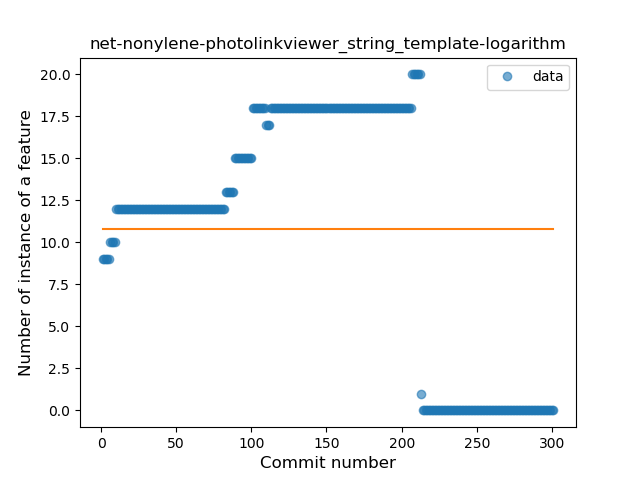 net-nonylene-photolinkviewer_string_template-logarithm
data
Number of instance of a feature
20.0
17.5
15.0
12.5
10.0
7.5
5.0
2.5
0.0
0 50 100 150 200 250 300
Commit number